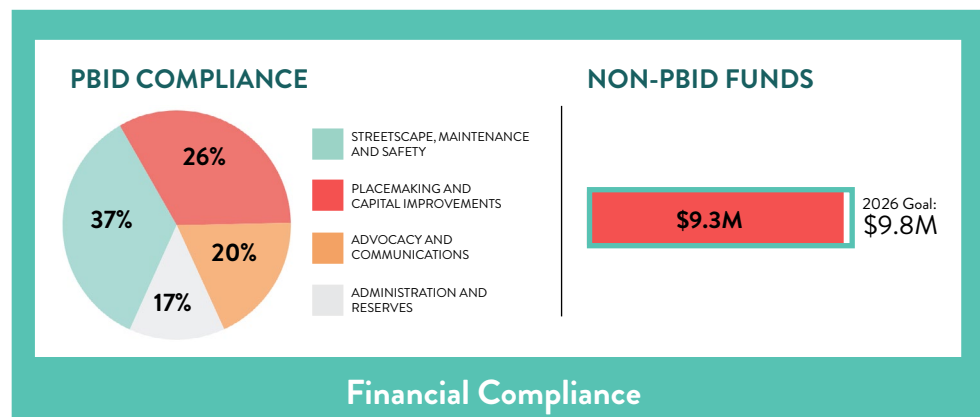 PBID COMPLIANCE
26%
37%
20%
17%
STREETSCAPE, MAINTENANCE
AND SAFETY
PLACEMAKING AND
CAPITAL IMPROVEMENTS
ADVOCACY AND
COMMUNICATIONS
ADMINISTRATION AND
RESERVES
NON-PBID FUNDS
$9.3M
2026 Goal:
$9.8M
Financial Compliance